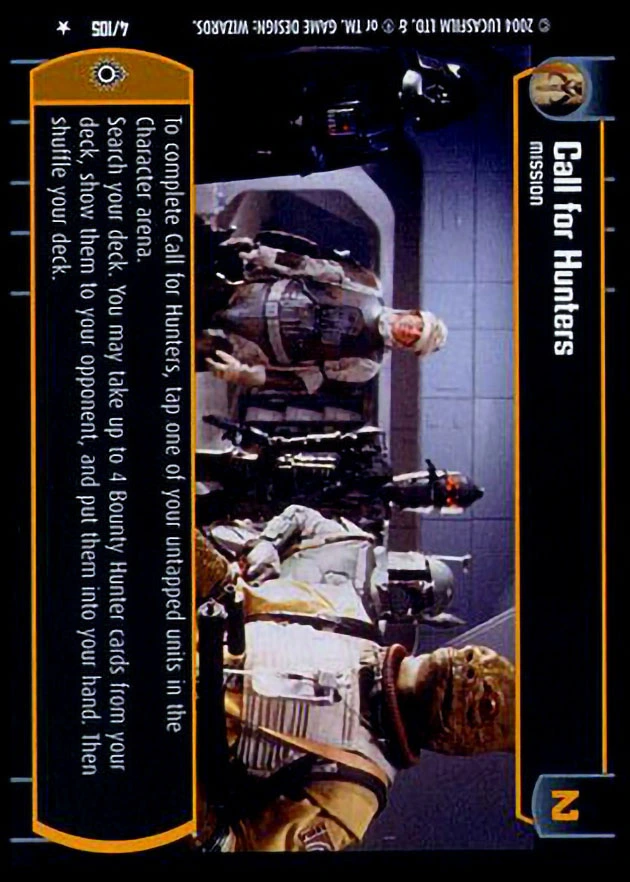 Call for Hunters
MISSION
2
To complete Call for Hunters, tap one of your untapped units in the
Character arena.
Search your deck. You may take up to 4 Bounty Hunter cards from your
deck, show them to your opponent, and put them into your hand. Then
shuffle your deck.
© 2004 LUCASFILM LTD. & ® or TM. GAME DESIGN: WIZARDS.
4/105 ★